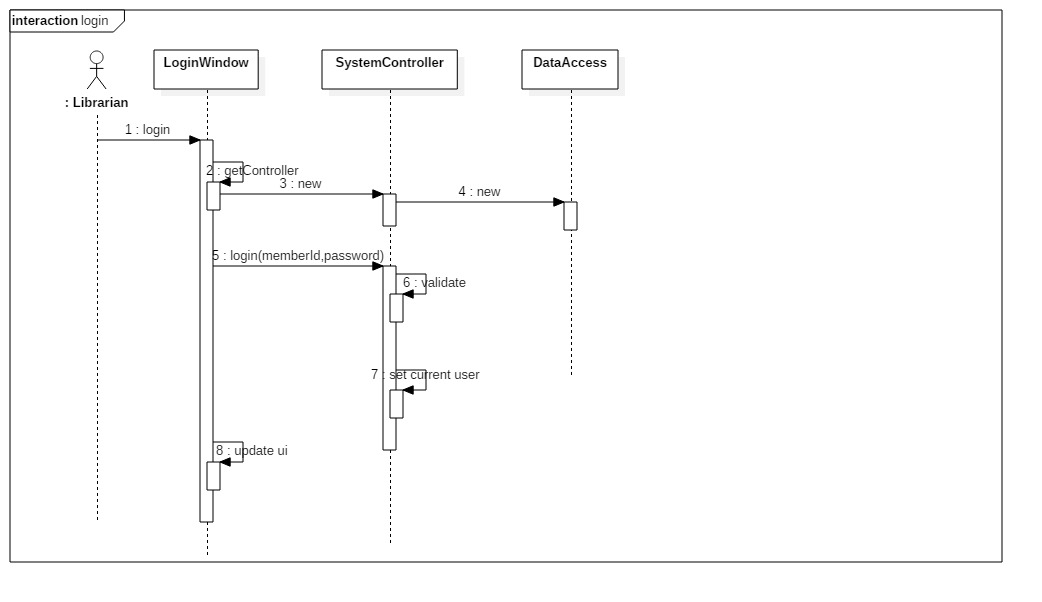 interaction login
LoginWindow
SystemController
DataAccess
: Librarian
1 : login
2 : getController
3 : new
4 : new
5 : login(memberId,password)
6 : validate
7 : set current user
8 : update ui